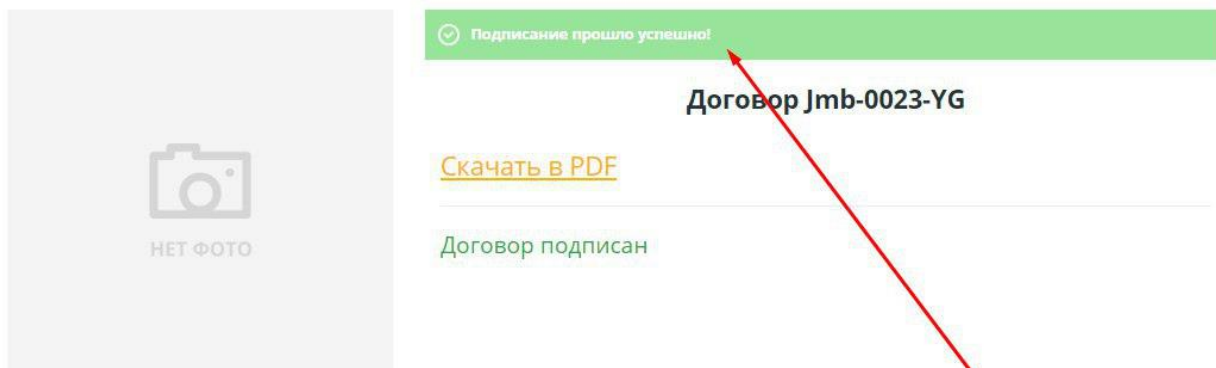 Подписание прошло успешно!
Договор Jmb-0023-YG
Скачать в PDF
НЕТ ФОТО
Договор подписан